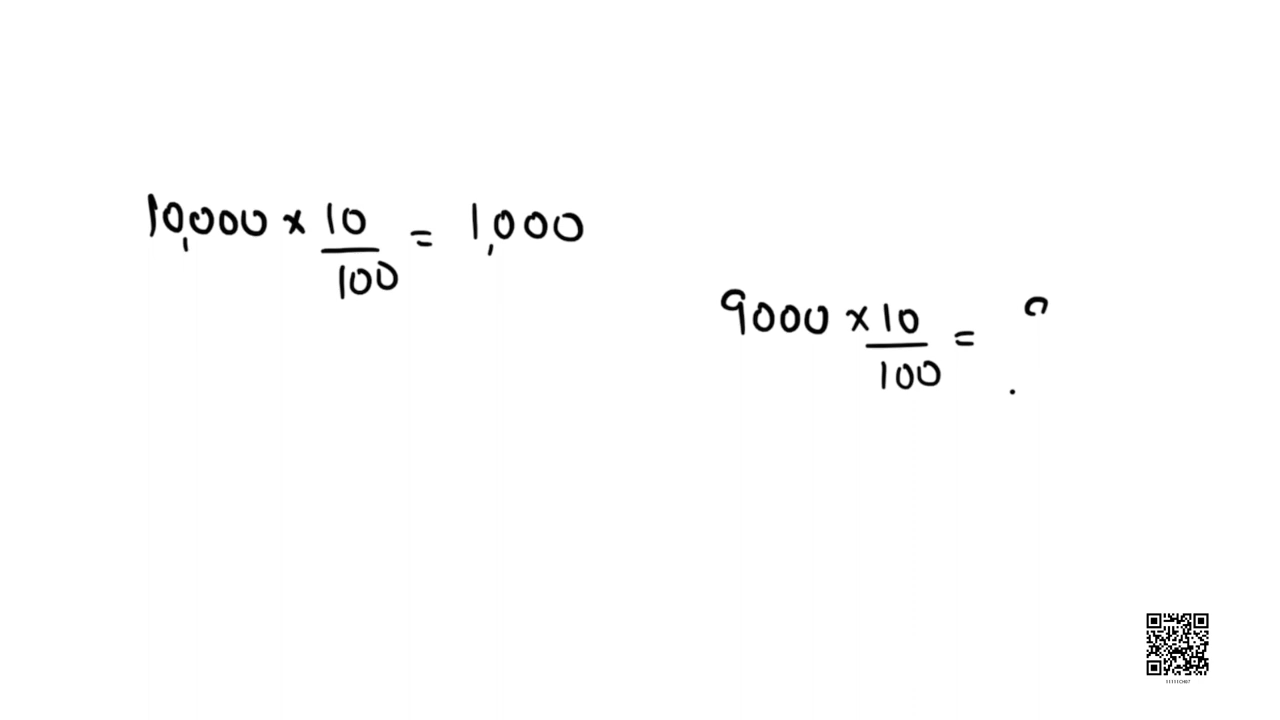 10,000 × 10/100 = 1,000
9000 × 10/100 =